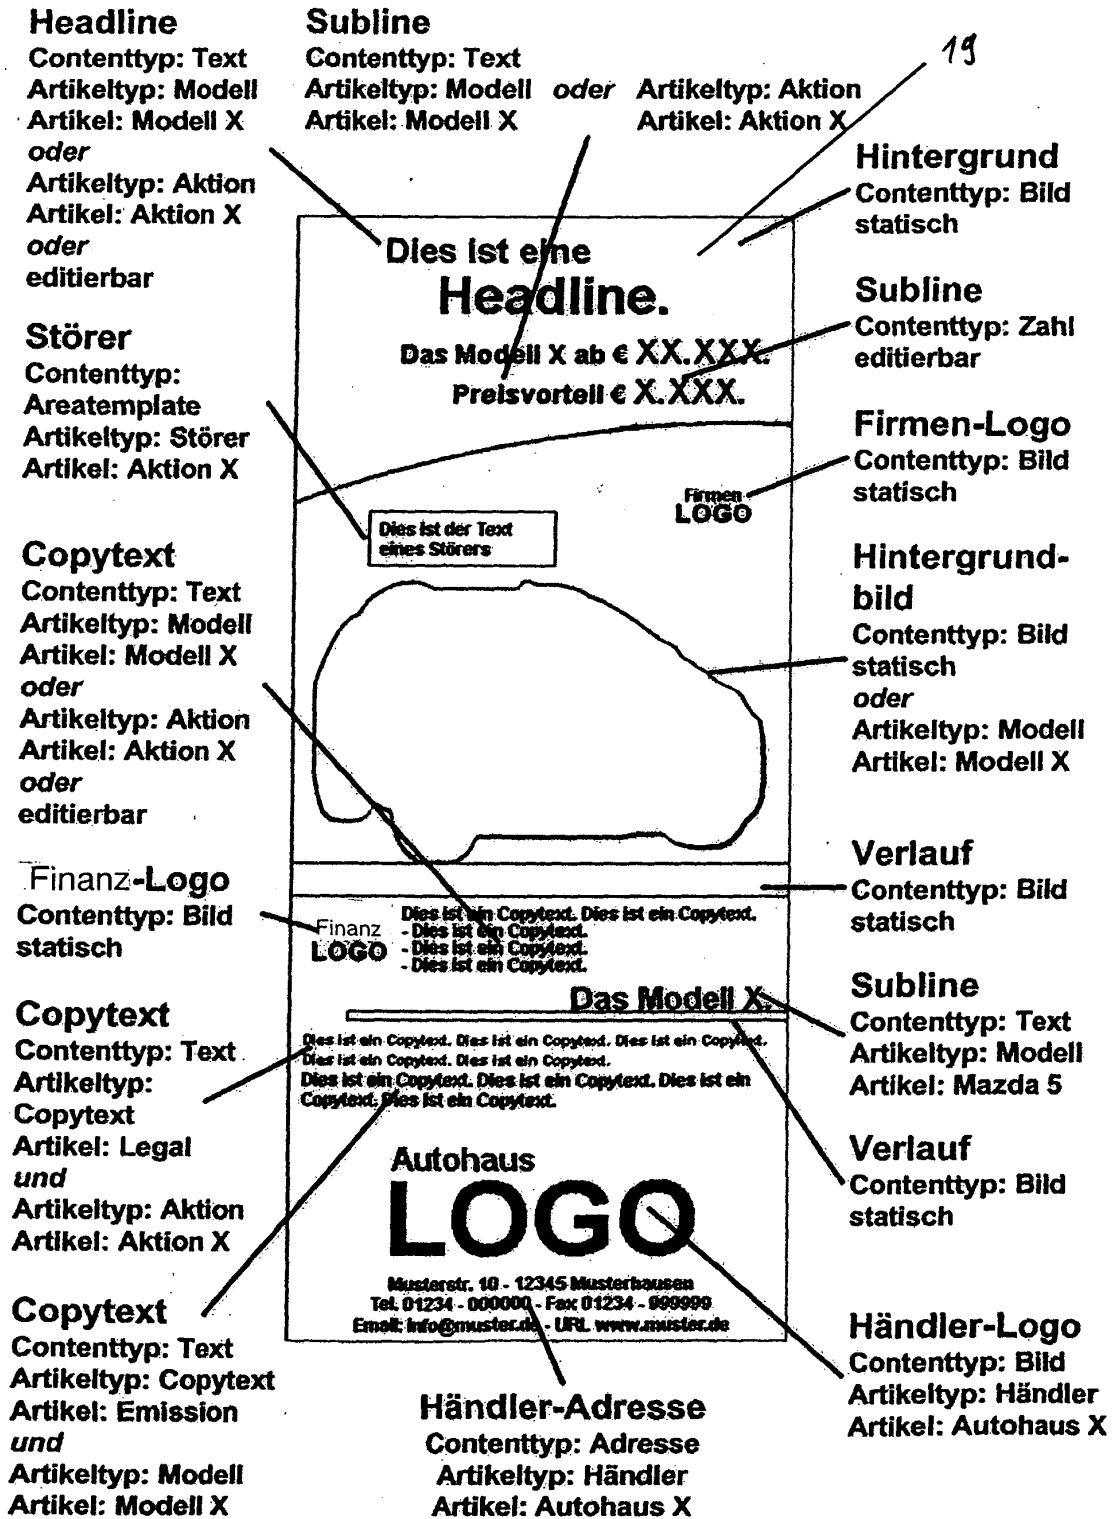 Headline
Contenttyp: Text
Artikeltyp: Modell
Artikel: Modell X
oder
Artikeltyp: Aktion
Artikel: Aktion X
oder
editierbar
Subline
Contenttyp: Text
Artikeltyp: Modell oder Artikeltyp: Aktion
Artikel: Modell X Artikel: Aktion X
19
Hintergrund
Contenttyp: Bild
statisch
Subline
Contenttyp: Zahl
editierbar
Firmen-Logo
Contenttyp: Bild
statisch
Hintergrund-
bild
Contenttyp: Bild
statisch
oder
Artikeltyp: Modell
Artikel: Modell X
Verlauf
Contenttyp: Bild
statisch
Subline
Contenttyp: Text
Artikeltyp: Modell
Artikel: Mazda 5
Verlauf
Contenttyp: Bild
statisch
Händler-Logo
Contenttyp: Bild
Artikeltyp: Händler
Artikel: Autohaus X
Störer
Contenttyp:
Areatemplate
Artikeltyp: Störer
Artikel: Aktion X
Copytext
Contenttyp: Text
Artikeltyp: Modell
Artikel: Modell X
oder
Artikeltyp: Aktion
Artikel: Aktion X
oder
editierbar
Finanz-Logo
Contenttyp: Bild
statisch
Copytext
Contenttyp: Text
Artikeltyp:
Copytext
Artikel: Legal
und
Artikeltyp: Aktion
Artikel: Aktion X
Copytext
Contenttyp: Text
Artikeltyp: Copytext
Artikel: Emission
und
Artikeltyp: Modell
Artikel: Modell X
Dies ist eine
Headline.
Das Modell X ab € XX.XXX.
Preisvorteil € X.XXX.
Firmen
LOGO
Dies ist der Text
eines Störers
Finanz
LOGO
Dies ist ein Copytext. Dies ist ein Copytext.
- Dies ist ein Copytext.
- Dies ist ein Copytext.
- Dies ist ein Copytext.
Das Modell X.
Dies ist ein Copytext. Dies ist ein Copytext. Dies ist ein Copytext.
Dies ist ein Copytext. Dies ist ein Copytext.
Dies ist ein Copytext. Dies ist ein Copytext. Dies ist ein
Copytext. Dies ist ein Copytext.
Autohaus
LOGO
Musterstr. 10 - 12345 Musterhausen
Tel. 01234 - 000000 - Fax 01234 - 999999
Email: info@muster.de - URL www.muster.de
Händler-Adresse
Contenttyp: Adresse
Artikeltyp: Händler
Artikel: Autohaus X